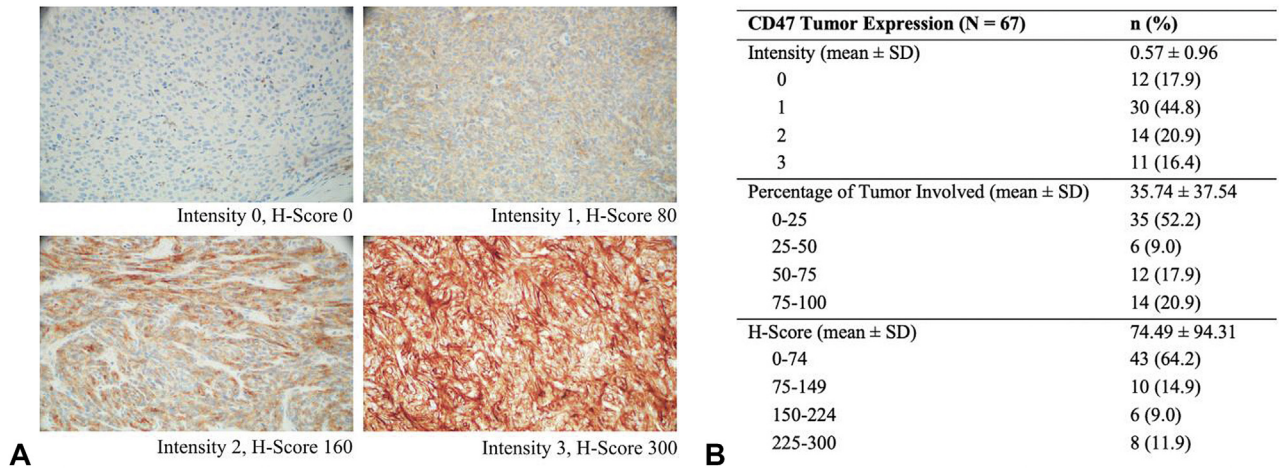 Intensity 0, H-Score 0
Intensity 1, H-Score 80
Intensity 2, H-Score 160
Intensity 3, H-Score 300
A
B
CD47 Tumor Expression (N = 67) n (%)
Intensity (mean ± SD) 0.57 ± 0.96
0 12 (17.9)
1 30 (44.8)
2 14 (20.9)
3 11 (16.4)
Percentage of Tumor Involved (mean ± SD) 35.74 ± 37.54
0-25 35 (52.2)
25-50 6 (9.0)
50-75 12 (17.9)
75-100 14 (20.9)
H-Score (mean ± SD) 74.49 ± 94.31
0-74 43 (64.2)
75-149 10 (14.9)
150-224 6 (9.0)
225-300 8 (11.9)